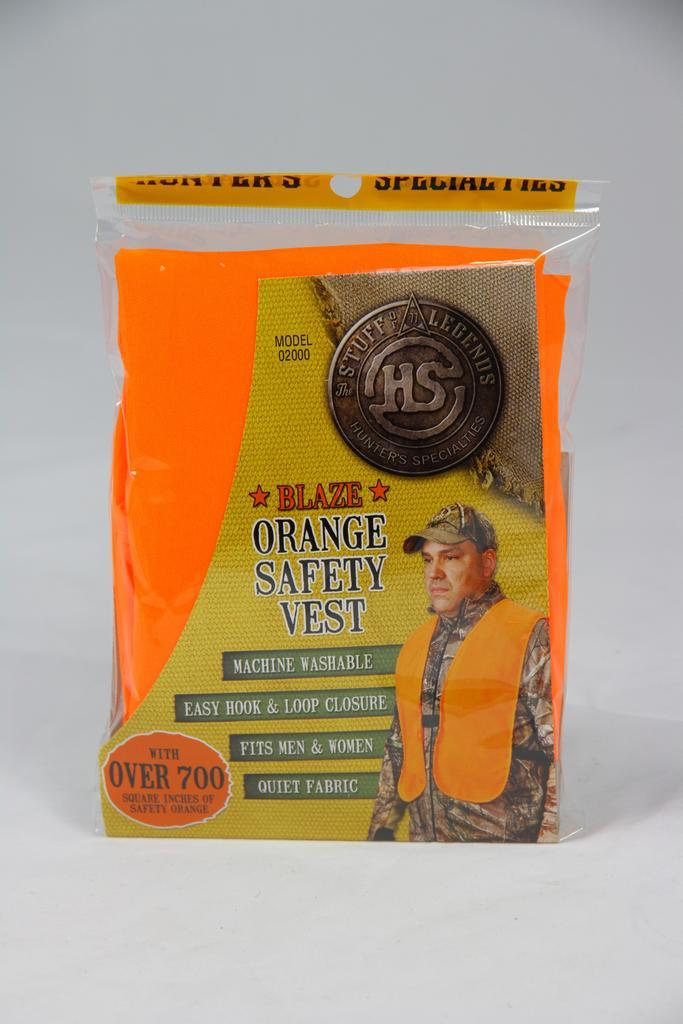 HUNTER'S SPECIALTIES
MODEL
02000
The STUFF of LEGENDS
HS
HUNTER'S SPECIALTIES
BLAZE
ORANGE
SAFETY
VEST
MACHINE WASHABLE
EASY HOOK & LOOP CLOSURE
FITS MEN & WOMEN
QUIET FABRIC
WITH
OVER 700
SQUARE INCHES OF
SAFETY ORANGE